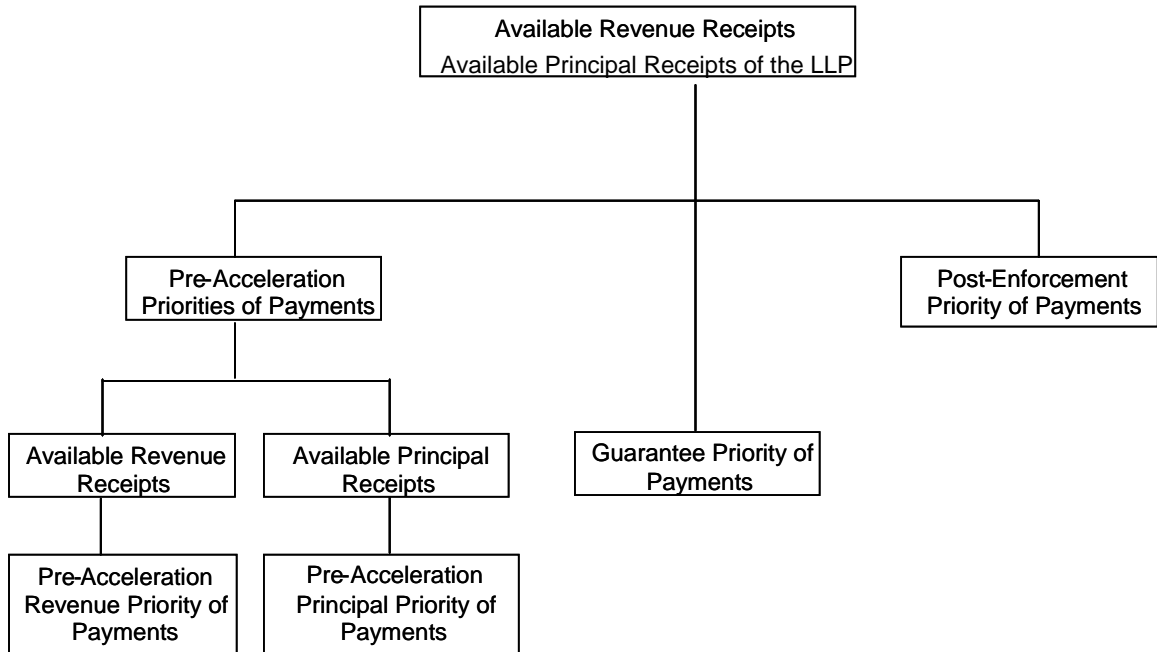 Available Revenue Receipts
Available Principal Receipts of the LLP
Pre-Acceleration
Priorities of Payments
Post-Enforcement
Priority of Payments
Available Revenue
Receipts
Available Principal
Receipts
Guarantee Priority of
Payments
Pre-Acceleration
Revenue Priority of
Payments
Pre-Acceleration
Principal Priority of
Payments